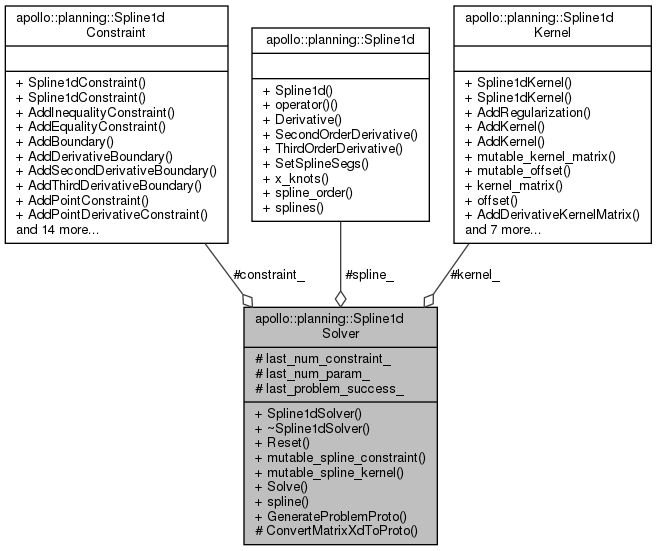 apollo::planning::Spline1d
Constraint
+ Spline1dConstraint()
+ Spline1dConstraint()
+ AddInequalityConstraint()
+ AddEqualityConstraint()
+ AddBoundary()
+ AddDerivativeBoundary()
+ AddSecondDerivativeBoundary()
+ AddThirdDerivativeBoundary()
+ AddPointConstraint()
+ AddPointDerivativeConstraint()
and 14 more...
apollo::planning::Spline1d
+ Spline1d()
+ operator()()
+ Derivative()
+ SecondOrderDerivative()
+ ThirdOrderDerivative()
+ SetSplineSegs()
+ x_knots()
+ spline_order()
+ splines()
apollo::planning::Spline1d
Kernel
+ Spline1dKernel()
+ Spline1dKernel()
+ AddRegularization()
+ AddKernel()
+ AddKernel()
+ mutable_kernel_matrix()
+ mutable_offset()
+ kernel_matrix()
+ offset()
+ AddDerivativeKernelMatrix()
and 7 more...
#constraint_
#spline_
#kernel_
apollo::planning::Spline1d
Solver
# last_num_constraint_
# last_num_param_
# last_problem_success_
+ Spline1dSolver()
+ ~Spline1dSolver()
+ Reset()
+ mutable_spline_constraint()
+ mutable_spline_kernel()
+ Solve()
+ spline()
+ GenerateProblemProto()
# ConvertMatrixXdToProto()